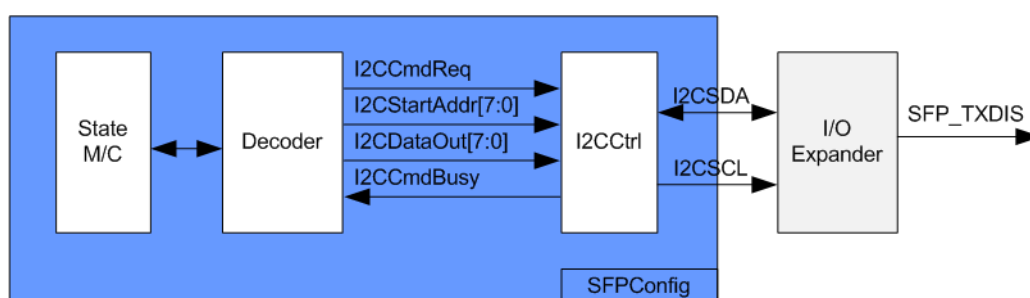 State
M/C
Decoder
I2CCmdReq
I2CStartAddr[7:0]
I2CDataOut[7:0]
I2CCmdBusy
I2CCtrl
I2CSDA
I2CSCL
I/O
Expander
SFP_TXDIS
SFPConfig